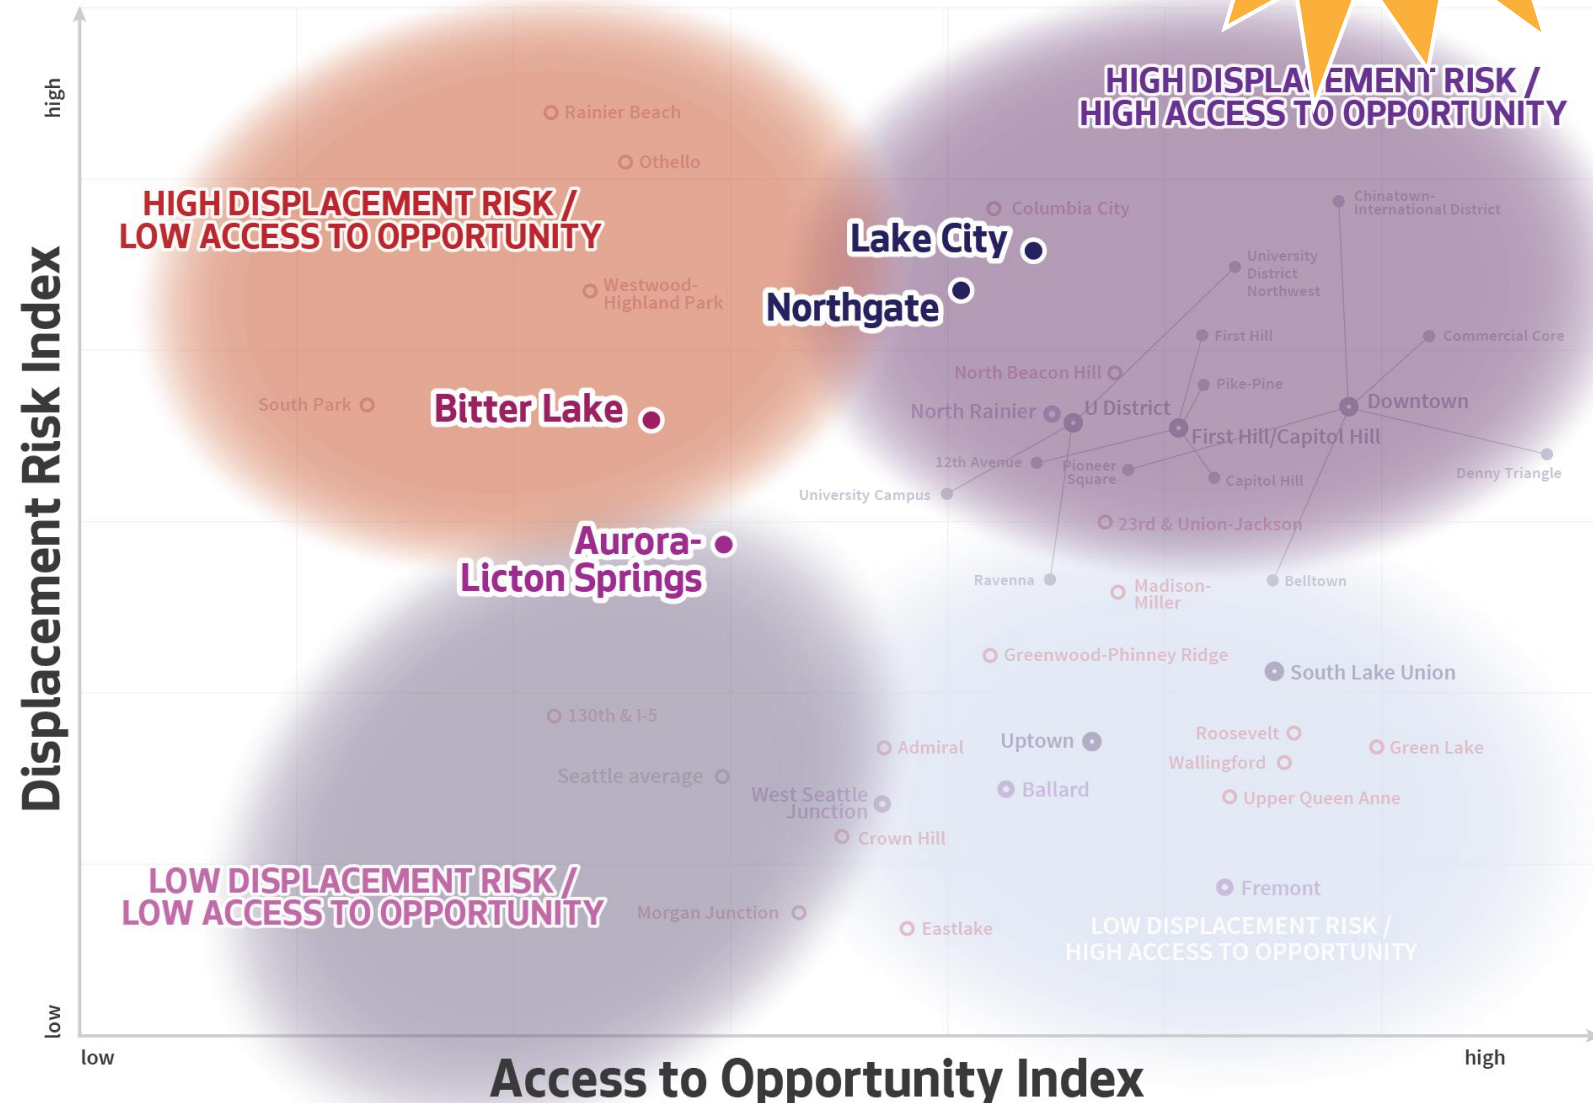 high
HIGH DISPLACEMENT RISK /
HIGH ACCESS TO OPPORTUNITY
Rainier Beach
Othello
HIGH DISPLACEMENT RISK /
LOW ACCESS TO OPPORTUNITY
Columbia City
Chinatown-
International District
Lake City
University
District
Northwest
Westwood-
Highland Park
Northgate
First Hill
Commercial Core
North Beacon Hill
Pike-Pine
South Park
Bitter Lake
North Rainier
U District
Downtown
First Hill/Capitol Hill
12th Avenue
Pioneer
Square
Capitol Hill
Denny Triangle
University Campus
23rd & Union-Jackson
Aurora-
Licton Springs
Ravenna
Belltown
Madison-
Miller
Greenwood-Phinney Ridge
South Lake Union
130th & I-5
Admiral
Uptown
Roosevelt
Green Lake
Wallingford
Seattle average
West Seattle
Junction
Ballard
Upper Queen Anne
Crown Hill
LOW DISPLACEMENT RISK /
LOW ACCESS TO OPPORTUNITY
Fremont
Morgan Junction
Eastlake
LOW DISPLACEMENT RISK /
HIGH ACCESS TO OPPORTUNITY
Displacement Risk Index
low
low
high
Access to Opportunity Index